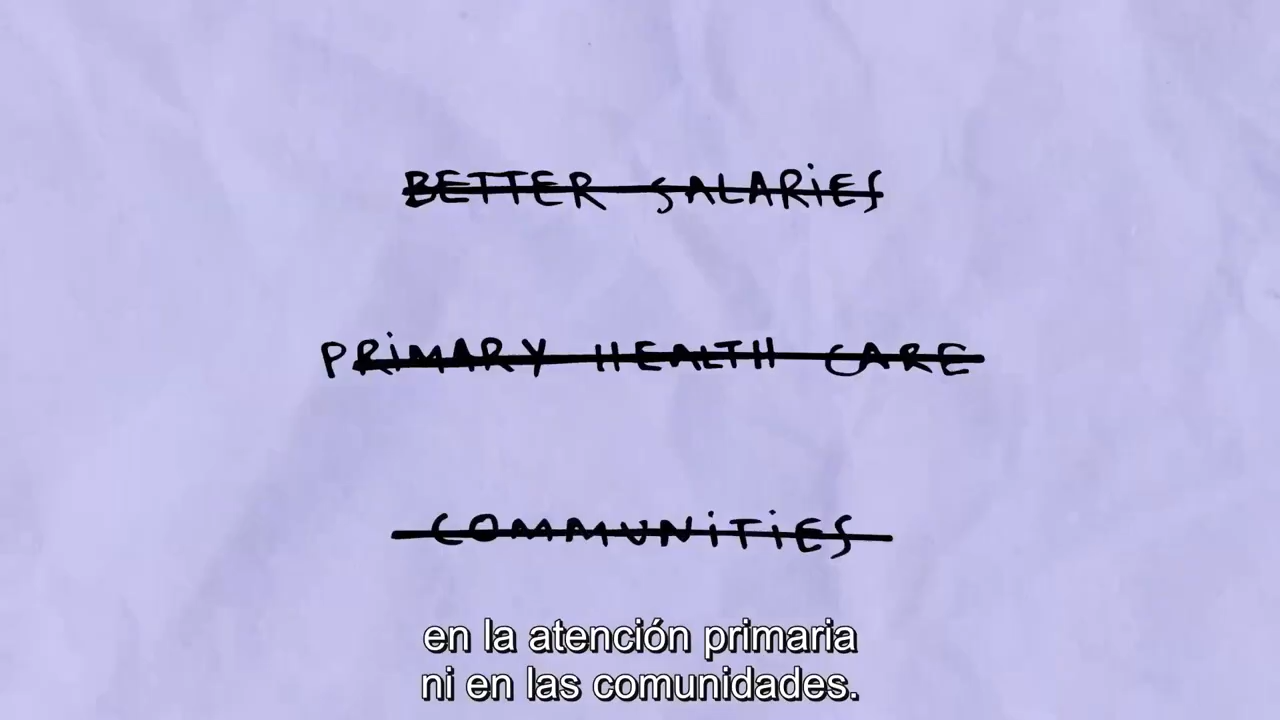 BETTER SALARiES
PRiMARY HEALTH CARE
COMMUNiTiES
en la atención primaria
ni en las comunidades.